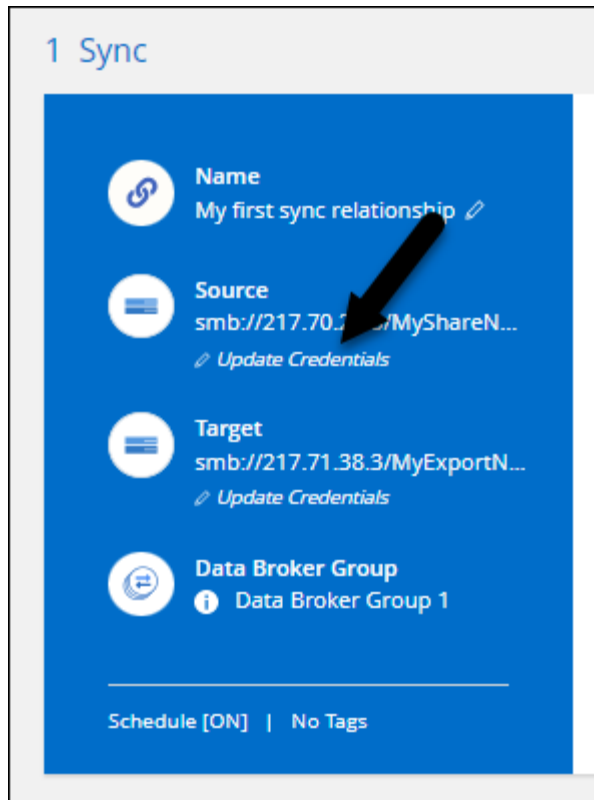 1 Sync
Name
My first sync relationship
Source
smb://217.70.2 /MyShareN...
Update Credentials
Target
smb://217.71.38.3/MyExportN...
Update Credentials
Data Broker Group
i Data Broker Group 1
Schedule [ON] | No Tags